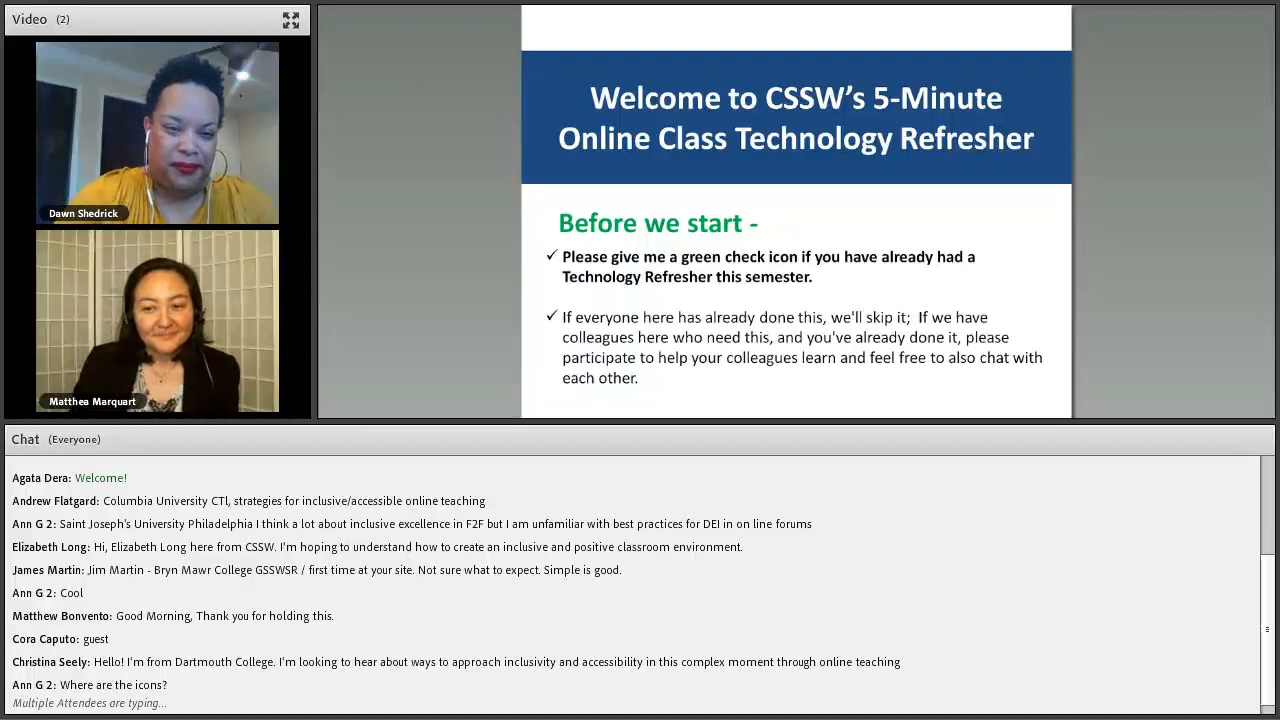 Video (2)
Dawn Shedrick
Matthea Marquart
Welcome to CSSW's 5-Minute
Online Class Technology Refresher
Before we start -
✓ Please give me a green check icon if you have already had a
Technology Refresher this semester.
✓ If everyone here has already done this, we'll skip it; If we have
colleagues here who need this, and you've already done it, please
participate to help your colleagues learn and feel free to also chat with
each other.
Chat (Everyone)
Agata Dera: Welcome!
Andrew Flatgard: Columbia University CTl, strategies for inclusive/accessible online teaching
Ann G 2: Saint Joseph's University Philadelphia I think a lot about inclusive excellence in F2F but I am unfamiliar with best practices for DEI in on line forums
Elizabeth Long: Hi, Elizabeth Long here from CSSW. I'm hoping to understand how to create an inclusive and positive classroom environment.
James Martin: Jim Martin - Bryn Mawr College GSSWSR / first time at your site. Not sure what to expect. Simple is good.
Ann G 2: Cool
Matthew Bonvento: Good Morning, Thank you for holding this.
Cora Caputo: guest
Christina Seely: Hello! I'm from Dartmouth College. I'm looking to hear about ways to approach inclusivity and accessibility in this complex moment through online teaching
Ann G 2: Where are the icons?
Multiple Attendees are typing...